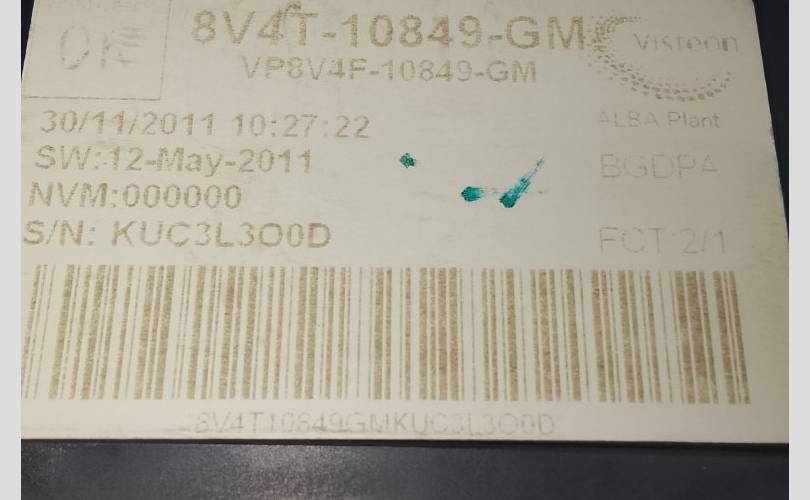 OK
8V4T-10849-GM
Visteon
VP8V4F-10849-GM
30/11/2011 10:27:22
ALBA Plant
SW:12-May-2011
BGDPA
NVM:000000
S/N: KUC3L3O0D
FCT 2/1
8V4T10849GMKUC3L3O0D